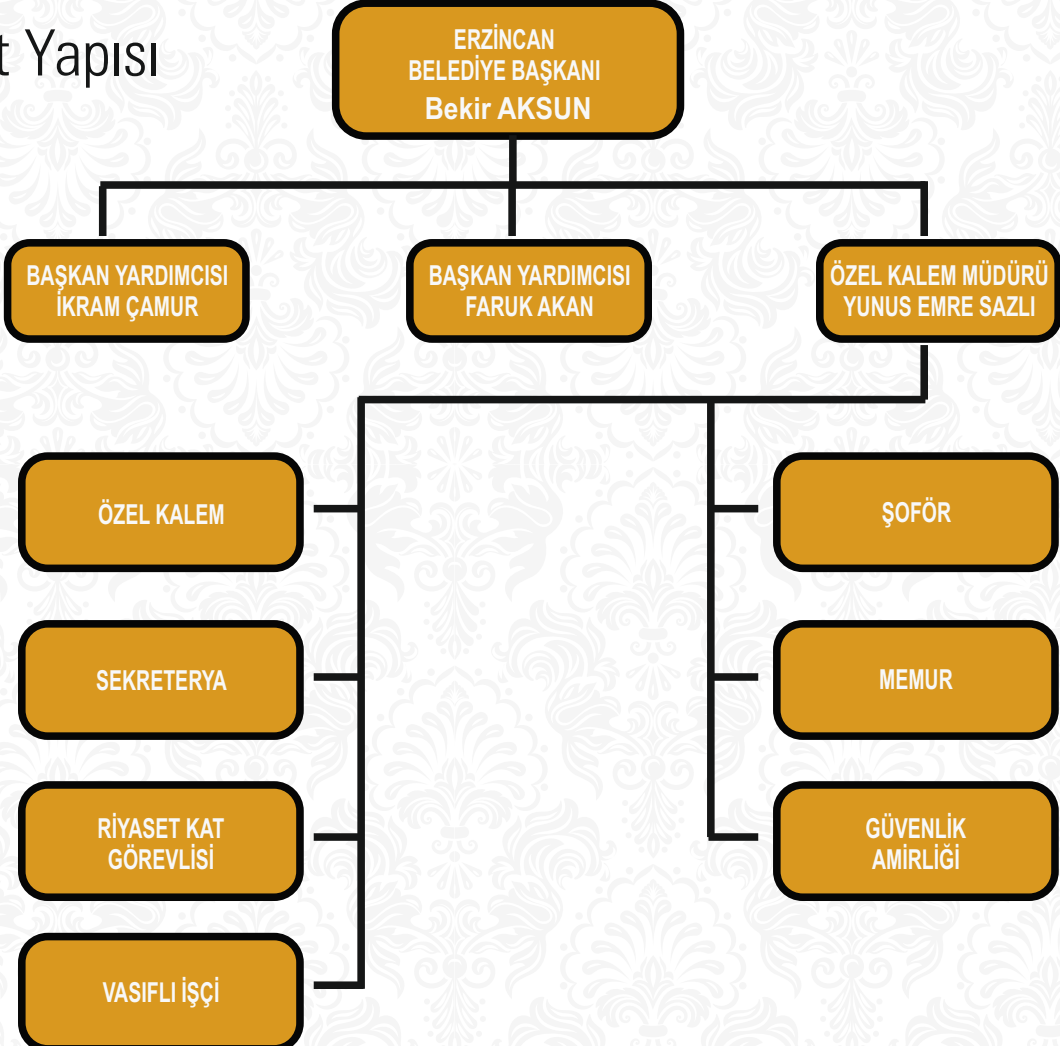 t Yapısı
ERZİNCAN
BELEDİYE BAŞKANI
Bekir AKSUN
BAŞKAN YARDIMCISI
İKRAM ÇAMUR
BAŞKAN YARDIMCISI
FARUK AKAN
ÖZEL KALEM MÜDÜRÜ
YUNUS EMRE SAZLI
ÖZEL KALEM
ŞOFÖR
SEKRETERYA
MEMUR
RİYASET KAT
GÖREVLİSİ
GÜVENLİK
AMİRLİĞİ
VASIFLI İŞÇİ